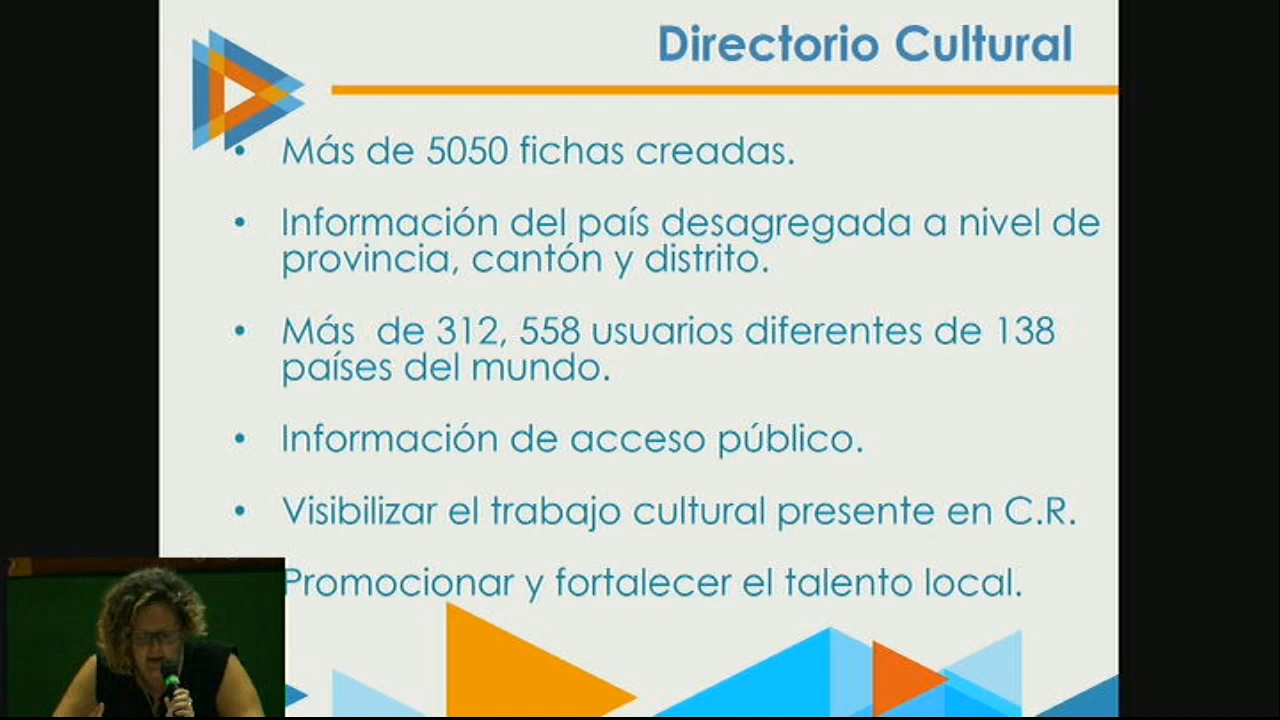 Directorio Cultural
• Más de 5050 fichas creadas.
• Información del país desagregada a nivel de
provincia, cantón y distrito.
• Más de 312, 558 usuarios diferentes de 138
países del mundo.
• Información de acceso público.
• Visibilizar el trabajo cultural presente en C.R.
Promocionar y fortalecer el talento local.